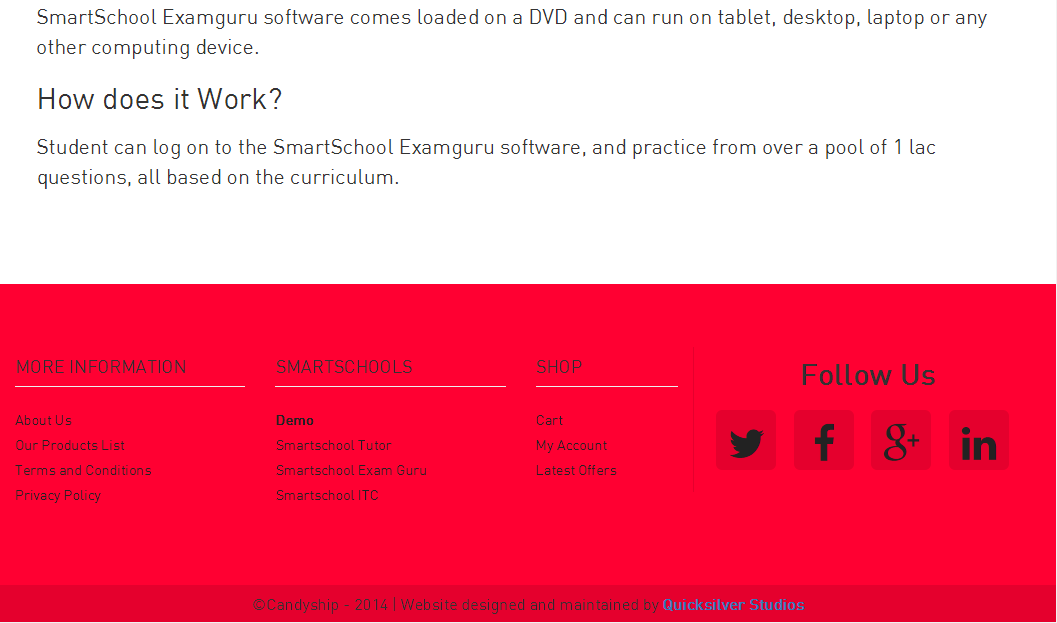 SmartSchool Examguru software comes loaded on a DVD and can run on tablet, desktop, laptop or any
other computing device.
How does it Work?
Student can log on to the SmartSchool Examguru software, and practice from over a pool of 1 lac
questions, all based on the curriculum.
MORE INFORMATION
About Us
Our Products List
Terms and Conditions
Privacy Policy
SMARTSCHOOLS
Demo
Smartschool Tutor
Smartschool Exam Guru
Smartschool ITC
SHOP
Cart
My Account
Latest Offers
Follow Us
f
g+
in
©Candyship - 2014 | Website designed and maintained by Quicksilver Studios